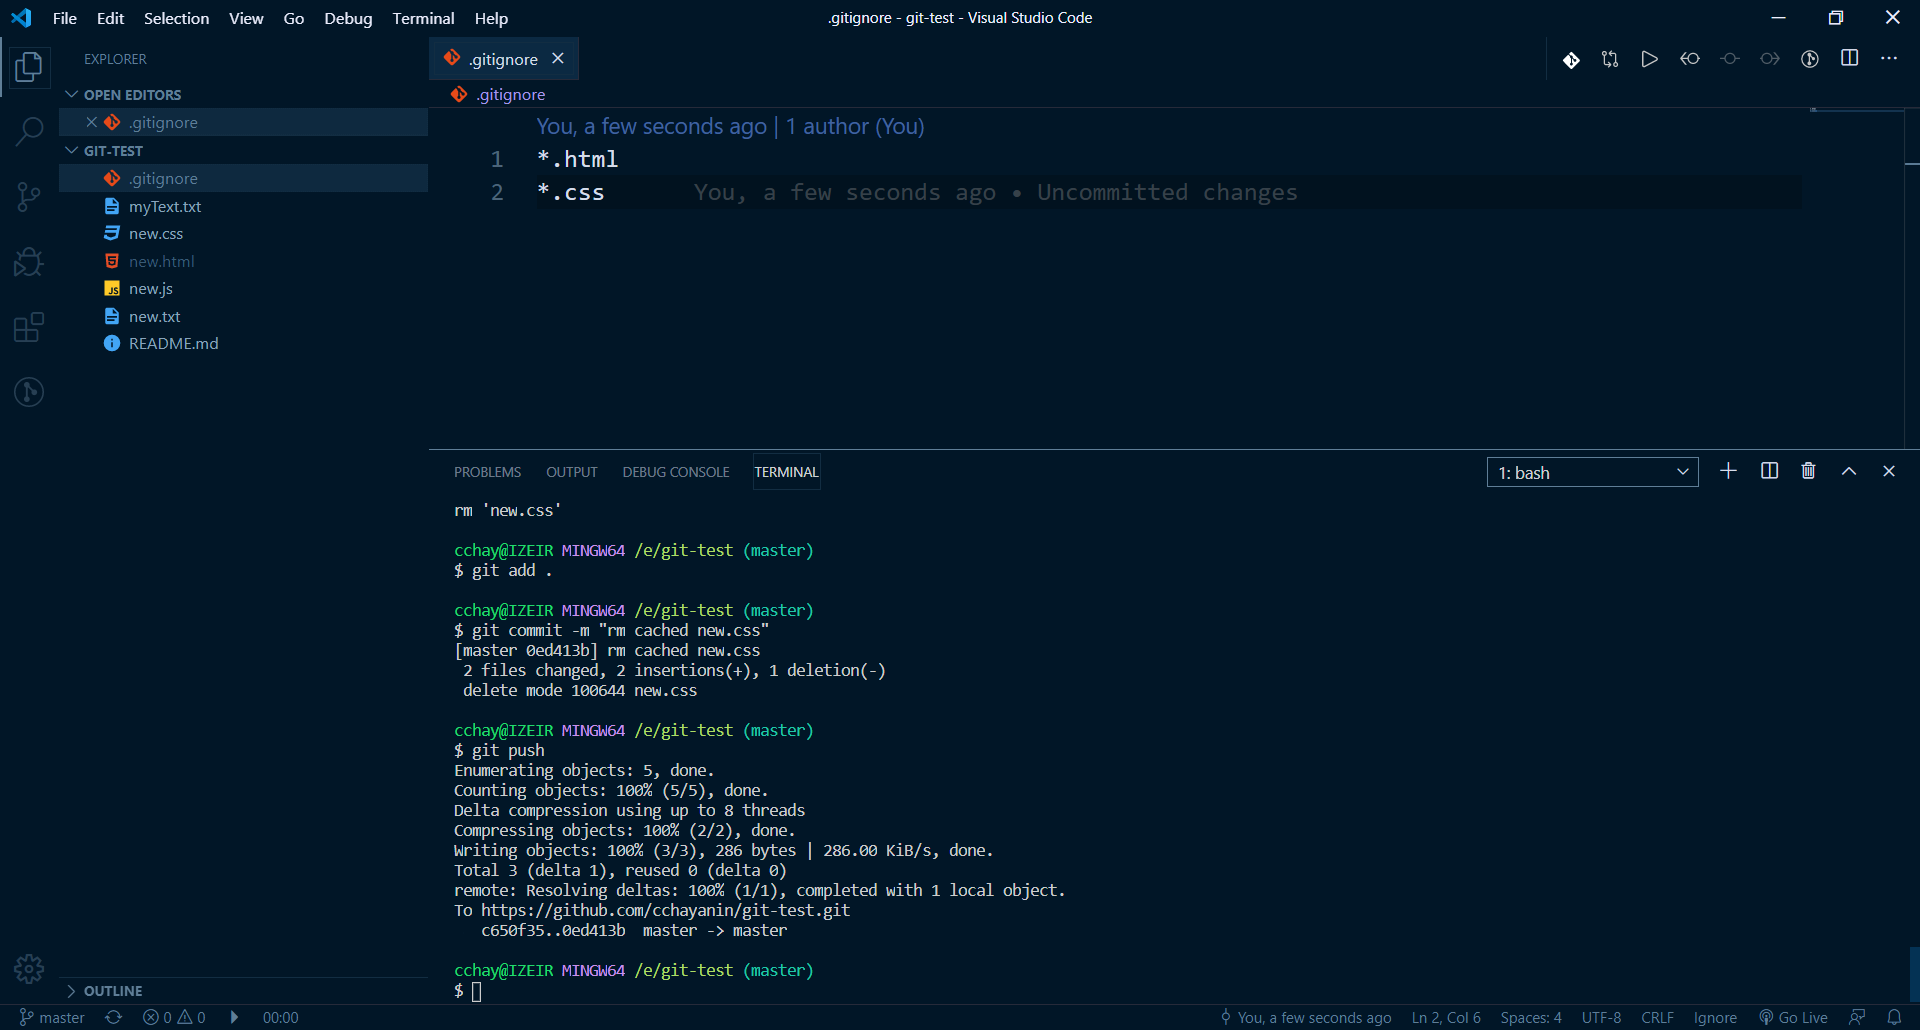 File Edit Selection View Go Debug Terminal Help
.gitignore - git-test - Visual Studio Code
EXPLORER
OPEN EDITORS
.gitignore
GIT-TEST
.gitignore
myText.txt
new.css
new.html
JS new.js
new.txt
README.md
OUTLINE
.gitignore
.gitignore
You, a few seconds ago | 1 author (You)
1 *.html
2 *.css You, a few seconds ago • Uncommitted changes
PROBLEMS OUTPUT DEBUG CONSOLE TERMINAL
1: bash
rm 'new.css'
cchay@IZEIR MINGW64 /e/git-test (master)
$ git add .
cchay@IZEIR MINGW64 /e/git-test (master)
$ git commit -m "rm cached new.css"
[master 0ed413b] rm cached new.css
2 files changed, 2 insertions(+), 1 deletion(-)
delete mode 100644 new.css
cchay@IZEIR MINGW64 /e/git-test (master)
$ git push
Enumerating objects: 5, done.
Counting objects: 100% (5/5), done.
Delta compression using up to 8 threads
Compressing objects: 100% (2/2), done.
Writing objects: 100% (3/3), 286 bytes | 286.00 KiB/s, done.
Total 3 (delta 1), reused 0 (delta 0)
remote: Resolving deltas: 100% (1/1), completed with 1 local object.
To https://github.com/cchayanin/git-test.git
c650f35..0ed413b master -> master
cchay@IZEIR MINGW64 /e/git-test (master)
$
master 0 0 00:00
You, a few seconds ago Ln 2, Col 6 Spaces: 4 UTF-8 CRLF Ignore Go Live